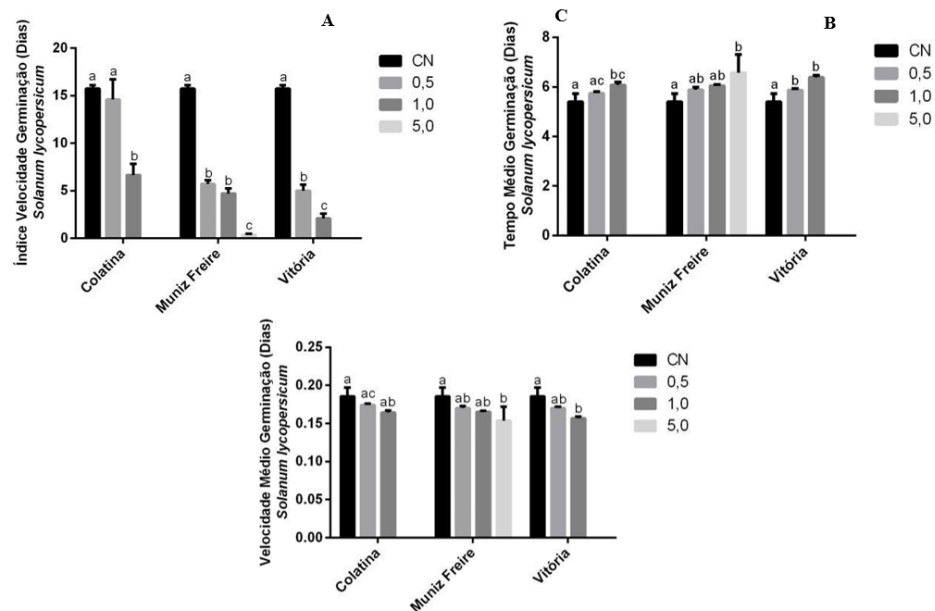 A
Índice Velocidade Germinação (Dias)
Solanum lycopersicum
20
15
10
5
0
a a b
a b b c
a b c
Colatina
Muniz Freire
Vitória
CN
0,5
1,0
5,0
C
B
Tempo Médio Germinação (Dias)
Solanum lycopersicum
8
6
4
2
0
a ac bc
a ab ab b
a b b
Colatina
Muniz Freire
Vitória
CN
0,5
1,0
5,0
Velocidade Médio Germinação (Dias)
Solanum lycopersicum
0.25
0.20
0.15
0.10
0.05
0.00
a ac ab
a ab ab b
a ab b
Colatina
Muniz Freire
Vitória
CN
0,5
1,0
5,0